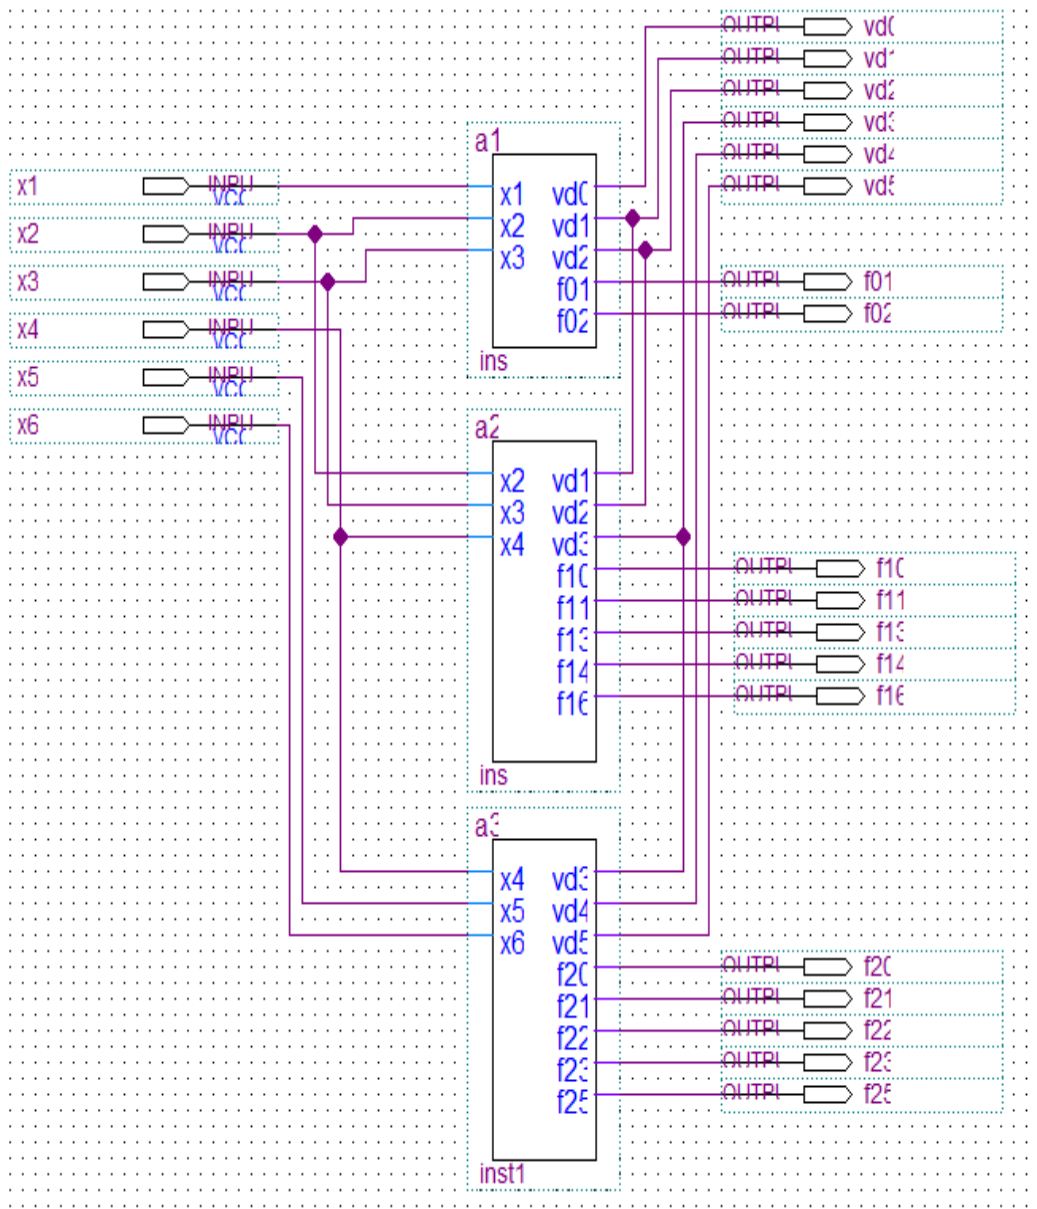 x1
x2
x3
x4
x5
x6
a1
x1 vd0
x2 vd1
x3 vd2
f01
f02
ins
vd0
vd1
vd2
vd3
vd4
vd5
f01
f02
a2
x2 vd1
x3 vd2
x4 vd3
f10
f11
f13
f14
f16
ins
f10
f11
f13
f14
f16
a3
x4 vd3
x5 vd4
x6 vd5
f20
f21
f22
f23
f25
inst1
f20
f21
f22
f23
f25